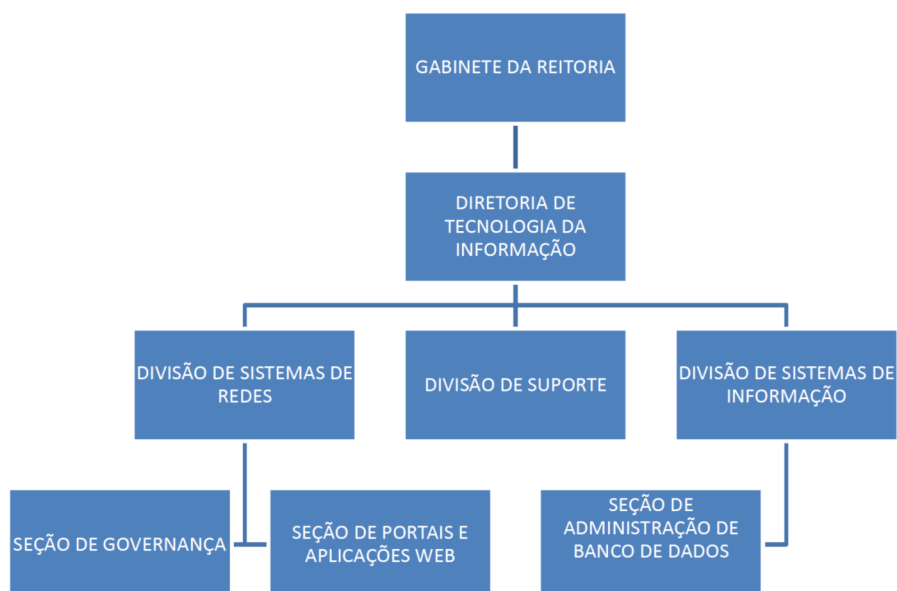 GABINETE DA REITORIA
DIRETORIA DE
TECNOLOGIA DA
INFORMAÇÃO
DIVISÃO DE SISTEMAS DE
REDES
DIVISÃO DE SUPORTE
DIVISÃO DE SISTEMAS DE
INFORMAÇÃO
SEÇÃO DE GOVERNANÇA
SEÇÃO DE PORTAIS E
APLICAÇÕES WEB
SEÇÃO DE
ADMINISTRAÇÃO DE
BANCO DE DADOS